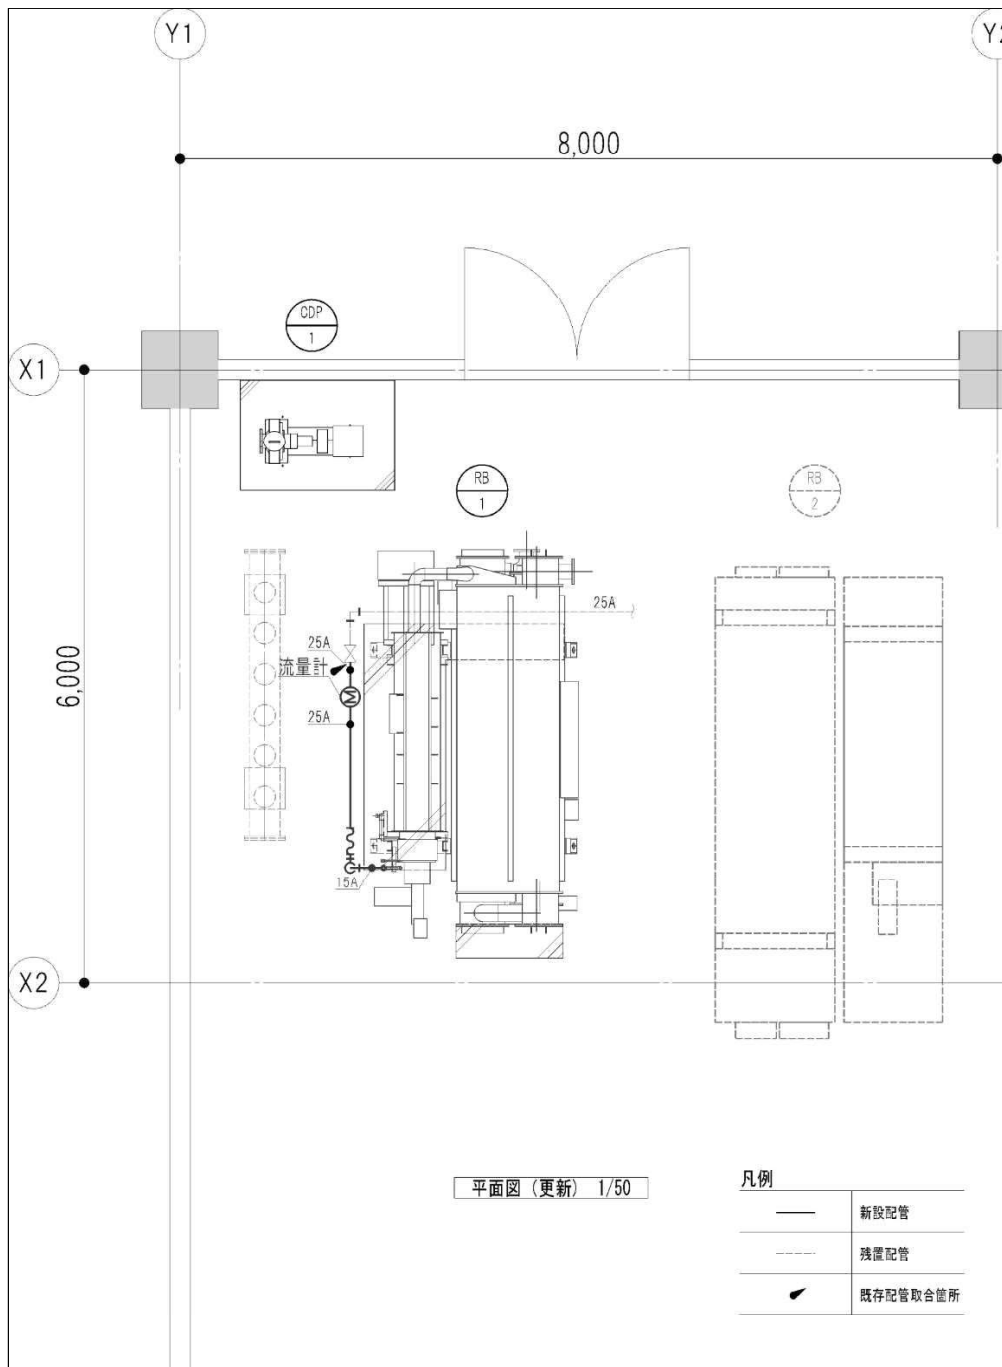 Y1
Y2
8,000
CDP
1
X1
RB
1
RB
2
25A
25A
流量計
M
25A
6,000
15A
X2
平面図（更新） 1/50
凡例
新設配管
残置配管
既存配管取合箇所